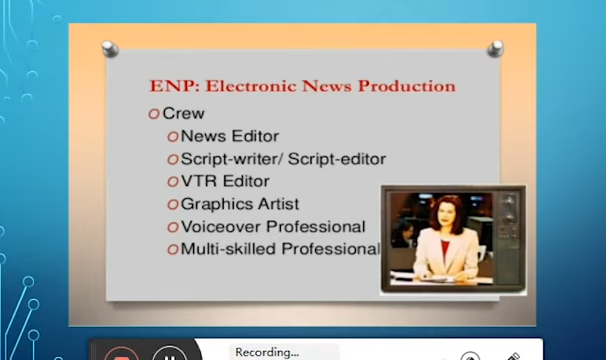 ENP: Electronic News Production
Crew
News Editor
Script-writer/ Script-editor
VTR Editor
Graphics Artist
Voiceover Professional
Multi-skilled Professional
Recording...